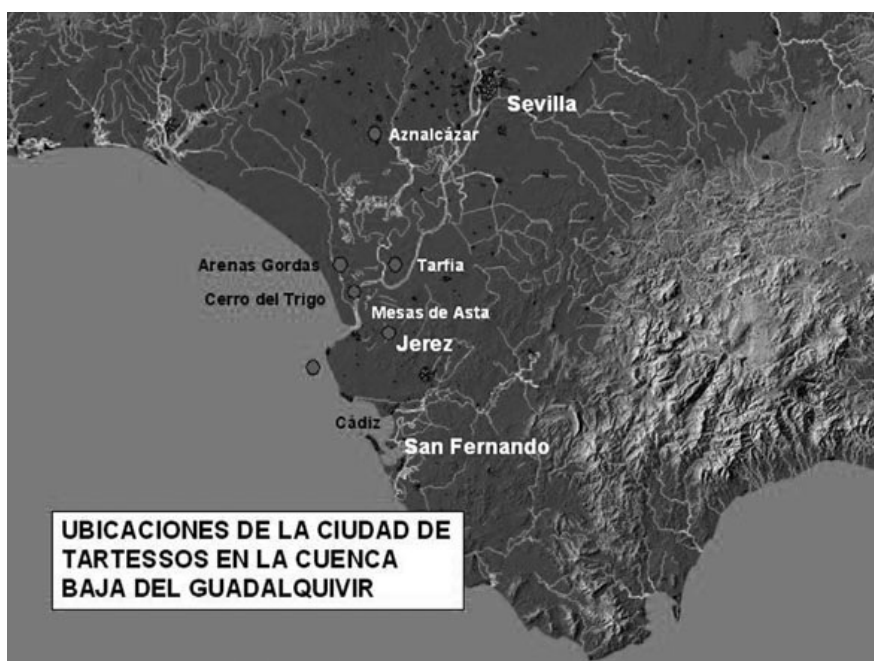 Sevilla
Aznalcázar
Arenas Gordas
Tarfia
Cerro del Trigo
Mesas de Asta
Jerez
Cádiz
San Fernando
UBICACIONES DE LA CIUDAD DE
TARTESSOS EN LA CUENCA
BAJA DEL GUADALQUIVIR